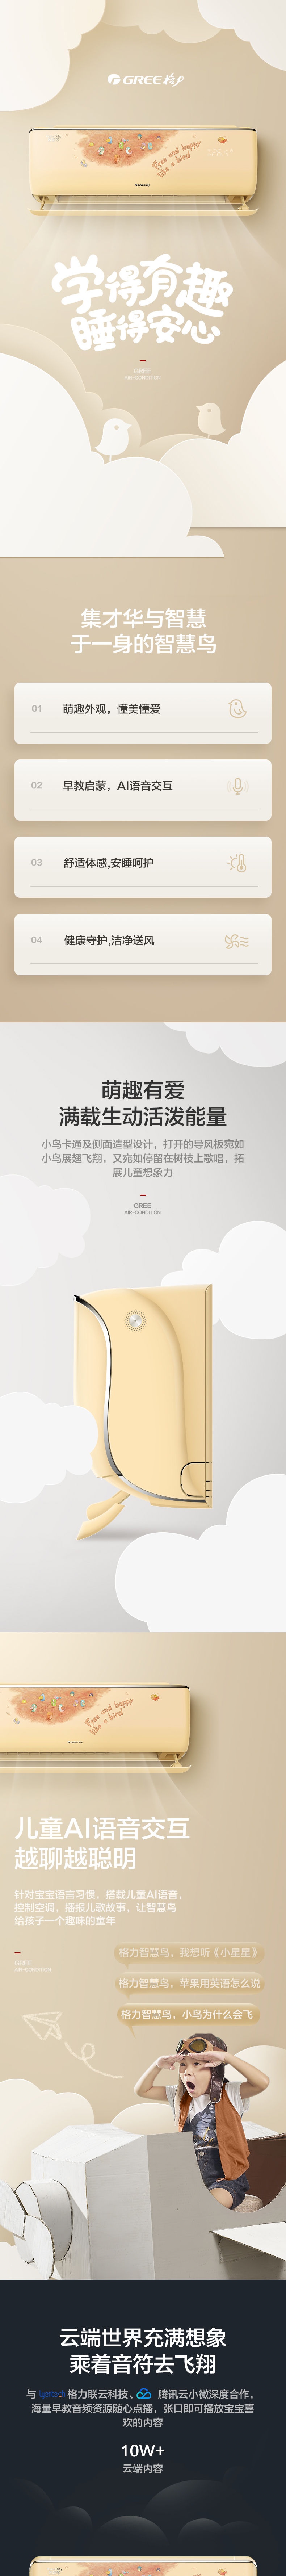 GREE格力
Free and happy
like a bird
学得有趣
睡得安心
GREE
AIR-CONDITION
集才华与智慧
于一身的智慧鸟
01 萌趣外观，懂美懂爱
02 早教启蒙，AI语音交互
03 舒适体感,安睡呵护
04 健康守护,洁净送风
萌趣有爱
满载生动活泼能量
小鸟卡通及侧面造型设计，打开的导风板宛如
小鸟展翅飞翔，又宛如停留在树枝上歌唱，拓
展儿童想象力
GREE
AIR-CONDITION
Free and happy
like a bird
儿童AI语音交互
越聊越聪明
针对宝宝语言习惯，搭载儿童AI语音，
控制空调，播报儿歌故事，让智慧鸟
给孩子一个趣味的童年
GREE
AIR-CONDITION
格力智慧鸟，我想听《小星星》
格力智慧鸟，苹果用英语怎么说
格力智慧鸟，小鸟为什么会飞
云端世界充满想象
乘着音符去飞翔
与 格力联云科技、 腾讯云小微深度合作，
海量早教音频资源随心点播，张口即可播放宝宝喜
欢的内容
10W+
云端内容